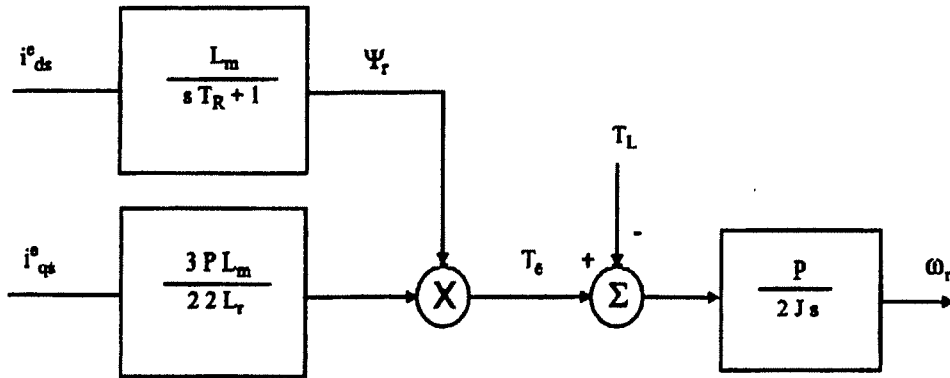 i^e_ds
L_m
s T_R + 1
Ψ_r
T_L
i^e_qs
3 P L_m
2 2 L_r
X
T_e
+
-
Σ
P
2 J s
ω_r